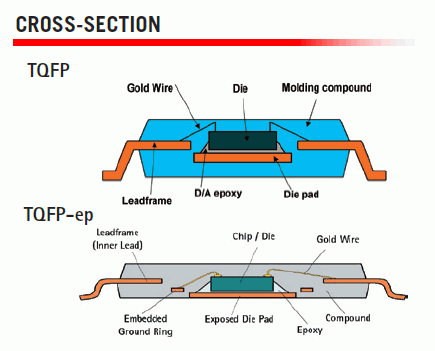 CROSS-SECTION
TQFP
Gold Wire
Die
Molding compound
Leadframe
D/A epoxy
Die pad
TQFP-ep
Leadframe
(Inner Lead)
Chip / Die
Gold Wire
Embedded
Ground Ring
Exposed Die Pad
Epoxy
Compound